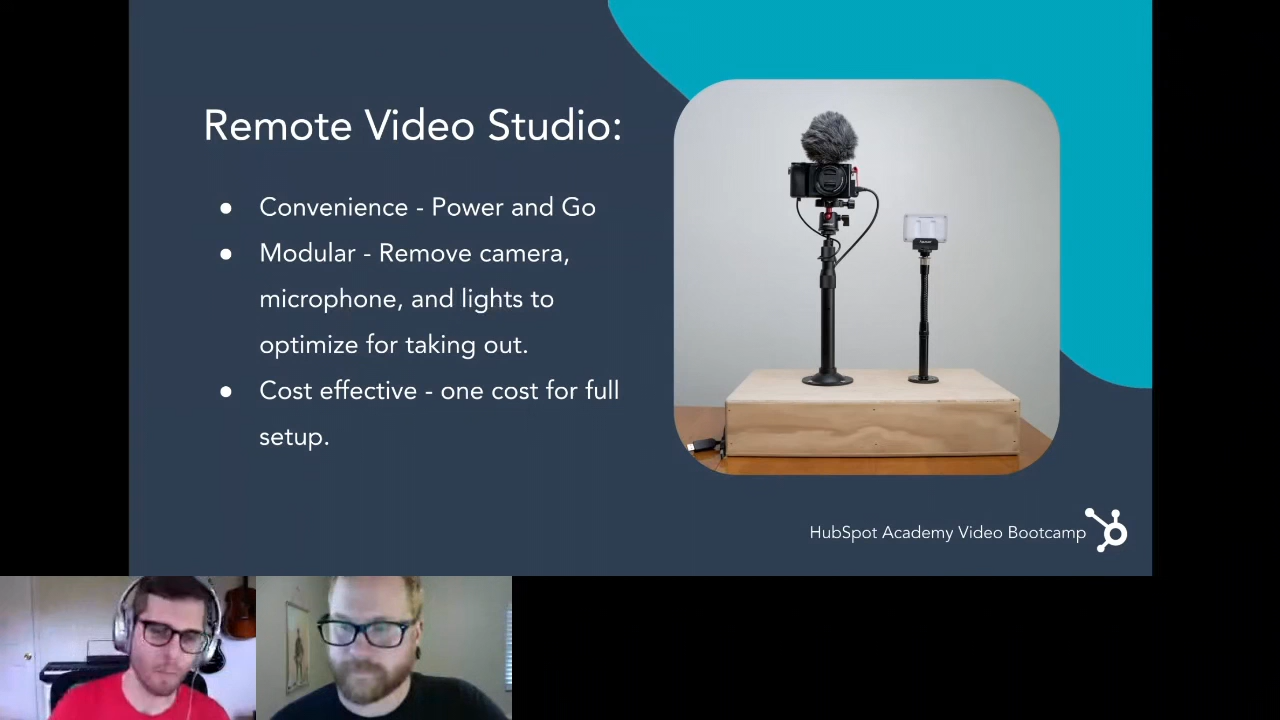 Remote Video Studio:
● Convenience - Power and Go
● Modular - Remove camera,
microphone, and lights to
optimize for taking out.
● Cost effective - one cost for full
setup.
HubSpot Academy Video Bootcamp